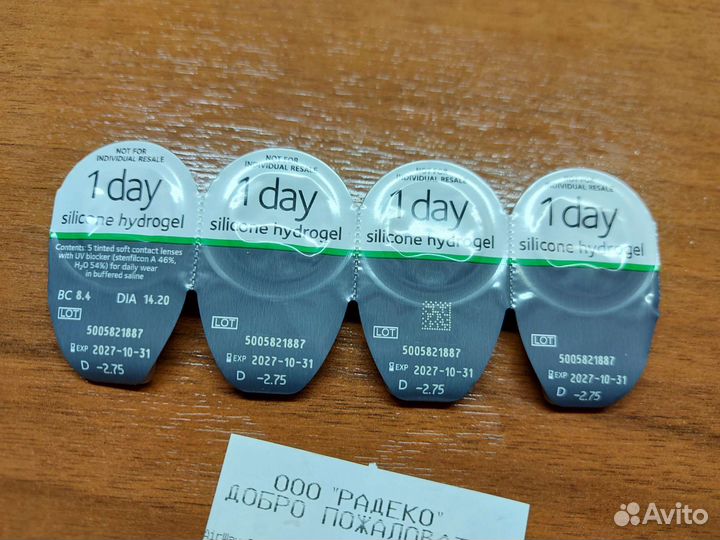 NOT FOR
INDIVIDUAL RESALE
1 day
silicone hydrogel
Contents: 5 tinted soft contact lenses
with UV blocker (stenfilcon A 46%,
H₂O 54%) for daily wear
in buffered saline
BC 8.4 DIA 14.20
LOT
5005821887
EXP 2027-10-31
D -2.75
NOT FOR
INDIVIDUAL RESALE
1 day
silicone hydrogel
LOT
5005821887
EXP 2027-10-31
D -2.75
NOT FOR
INDIVIDUAL RESALE
1 day
silicone hydrogel
LOT
5005821887
EXP 2027-10-31
D -2.75
NOT FOR
INDIVIDUAL RESALE
1 day
silicone hydrogel
LOT
5005821887
EXP 2027-10-31
D -2.75
ООО "РАДЕКО"
ДОБРО ПОЖАЛОВАТ
Avito